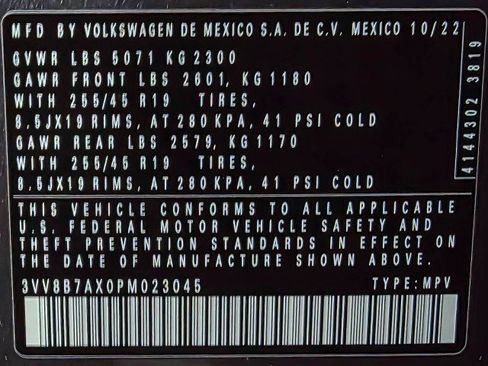 MFD BY VOLKSWAGEN DE MEXICO S.A. DE C.V. MEXICO 10/22
GVWR LBS 5071 KG 2300
GAWR FRONT LBS 2601, KG 1180
WITH 255/45 R19 TIRES,
8,5JX19 RIMS, AT 280 KPA, 41 PSI COLD
GAWR REAR LBS 2579, KG 1170
WITH 255/45 R19 TIRES,
8,5JX19 RIMS, AT 280 KPA, 41 PSI COLD
4144302 3819
THIS VEHICLE CONFORMS TO ALL APPLICABLE
U.S. FEDERAL MOTOR VEHICLE SAFETY AND
THEFT PREVENTION STANDARDS IN EFFECT ON
THE DATE OF MANUFACTURE SHOWN ABOVE.
3VV8B7AX0PM023045 TYPE:MPV